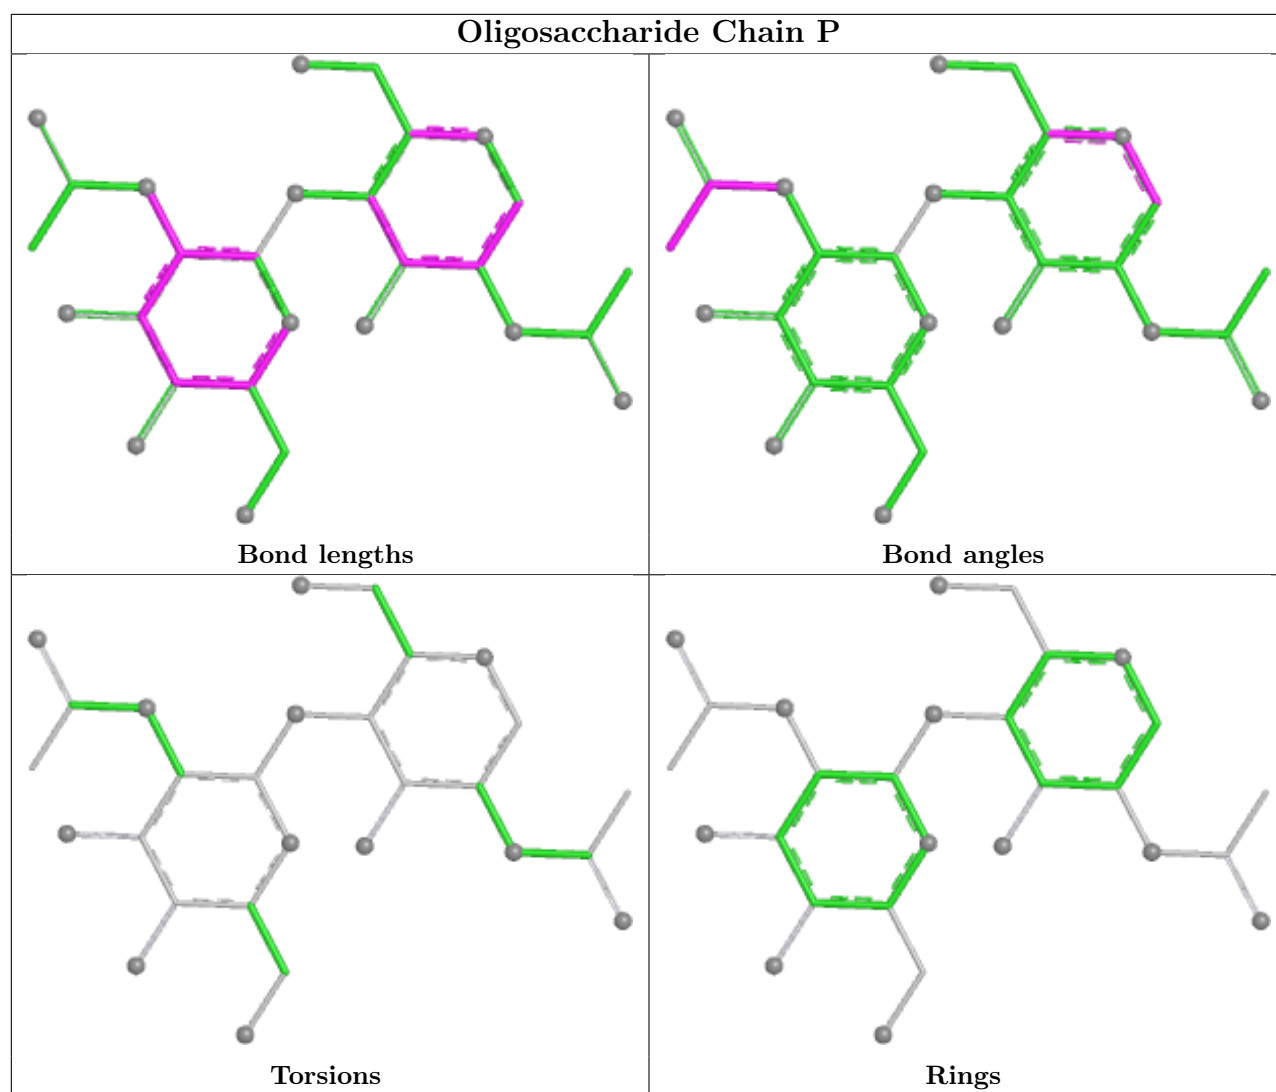 Oligosaccharide Chain P
Bond lengths
Bond angles
Torsions
Rings